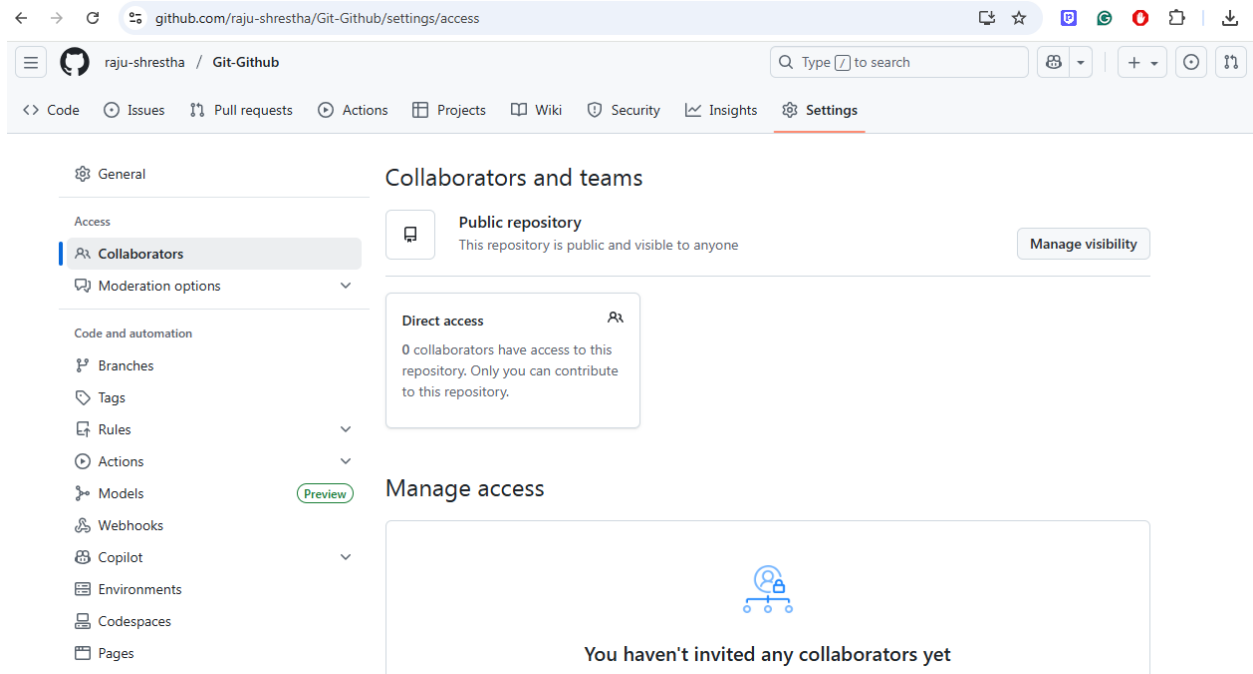 github.com/raju-shrestha/Git-Github/settings/access
raju-shrestha / Git-Github
Type / to search
Code Issues Pull requests Actions Projects Wiki Security Insights Settings
General
Access
Collaborators
Moderation options
Code and automation
Branches
Tags
Rules
Actions
Models Preview
Webhooks
Copilot
Environments
Codespaces
Pages
Collaborators and teams
Public repository
This repository is public and visible to anyone
Manage visibility
Direct access
0 collaborators have access to this
repository. Only you can contribute
to this repository.
Manage access
You haven't invited any collaborators yet